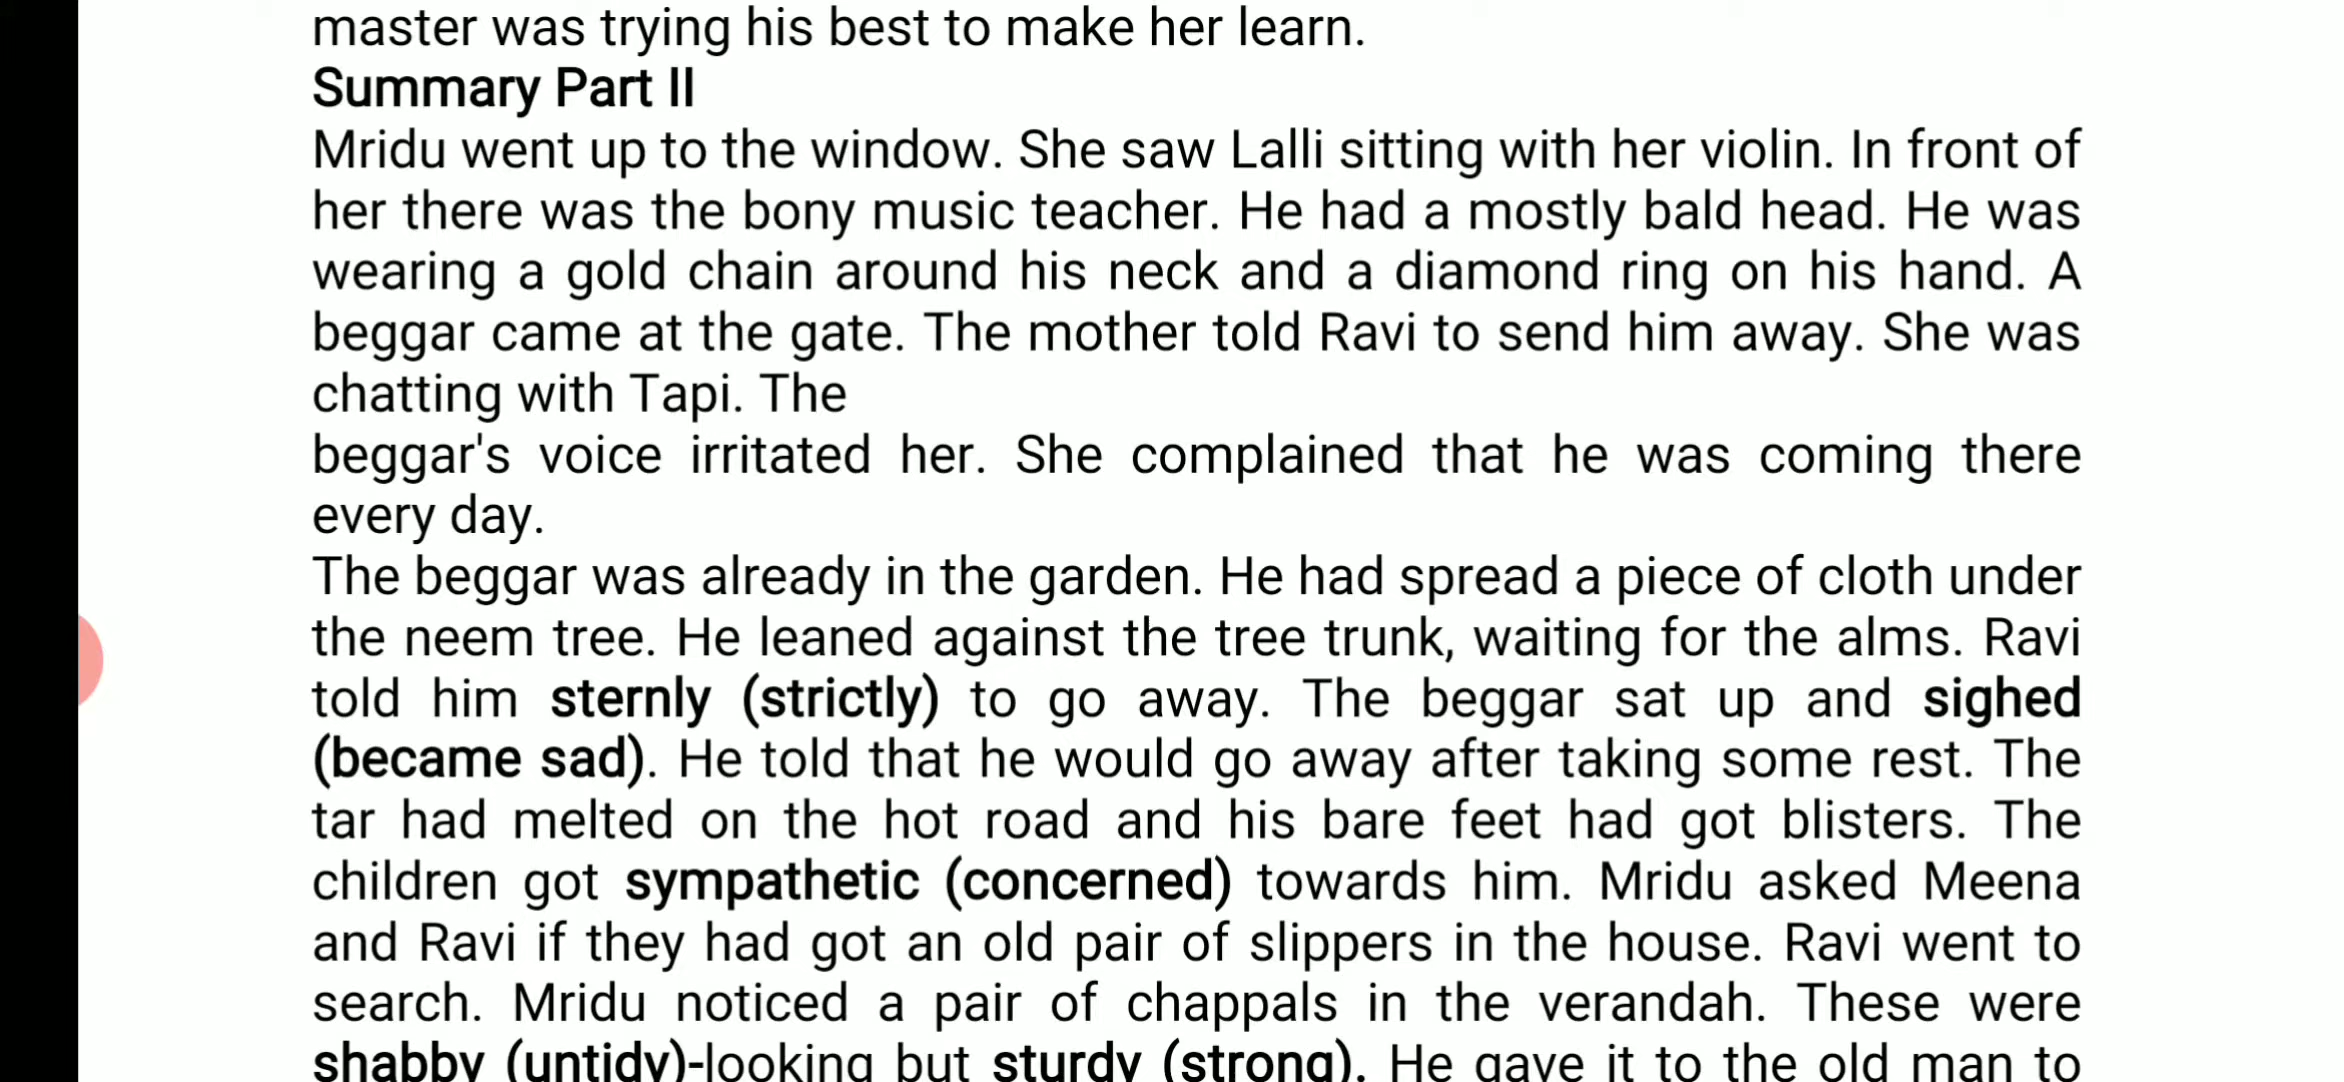 master was trying his best to make her learn.
Summary Part II
Mridu went up to the window. She saw Lalli sitting with her violin. In front of
her there was the bony music teacher. He had a mostly bald head. He was
wearing a gold chain around his neck and a diamond ring on his hand. A
beggar came at the gate. The mother told Ravi to send him away. She was
chatting with Tapi. The
beggar's voice irritated her. She complained that he was coming there
every day.
The beggar was already in the garden. He had spread a piece of cloth under
the neem tree. He leaned against the tree trunk, waiting for the alms. Ravi
told him sternly (strictly) to go away. The beggar sat up and sighed
(became sad). He told that he would go away after taking some rest. The
tar had melted on the hot road and his bare feet had got blisters. The
children got sympathetic (concerned) towards him. Mridu asked Meena
and Ravi if they had got an old pair of slippers in the house. Ravi went to
search. Mridu noticed a pair of chappals in the verandah. These were
shabby (untidy)-looking but sturdy (strong). He gave it to the old man to